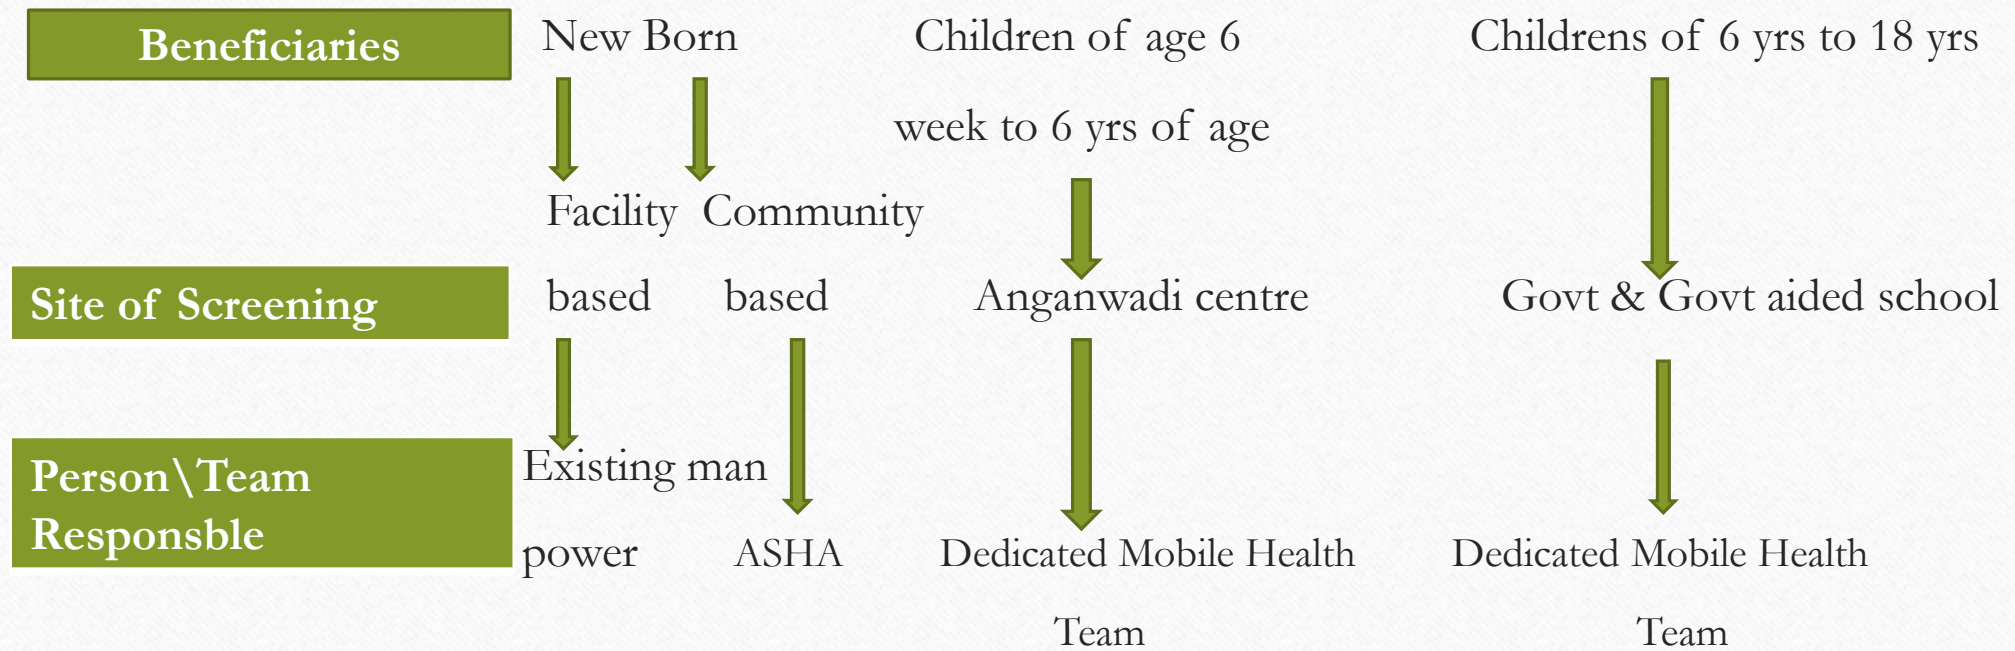 Beneficiaries New Born Children of age 6 Childrens of 6 yrs to 18 yrs
week to 6 yrs of age
Facility Community
Site of Screening based based Anganwadi centre Govt & Govt aided school
Person\Team Existing man
Responsble power ASHA Dedicated Mobile Health Dedicated Mobile Health
Team Team